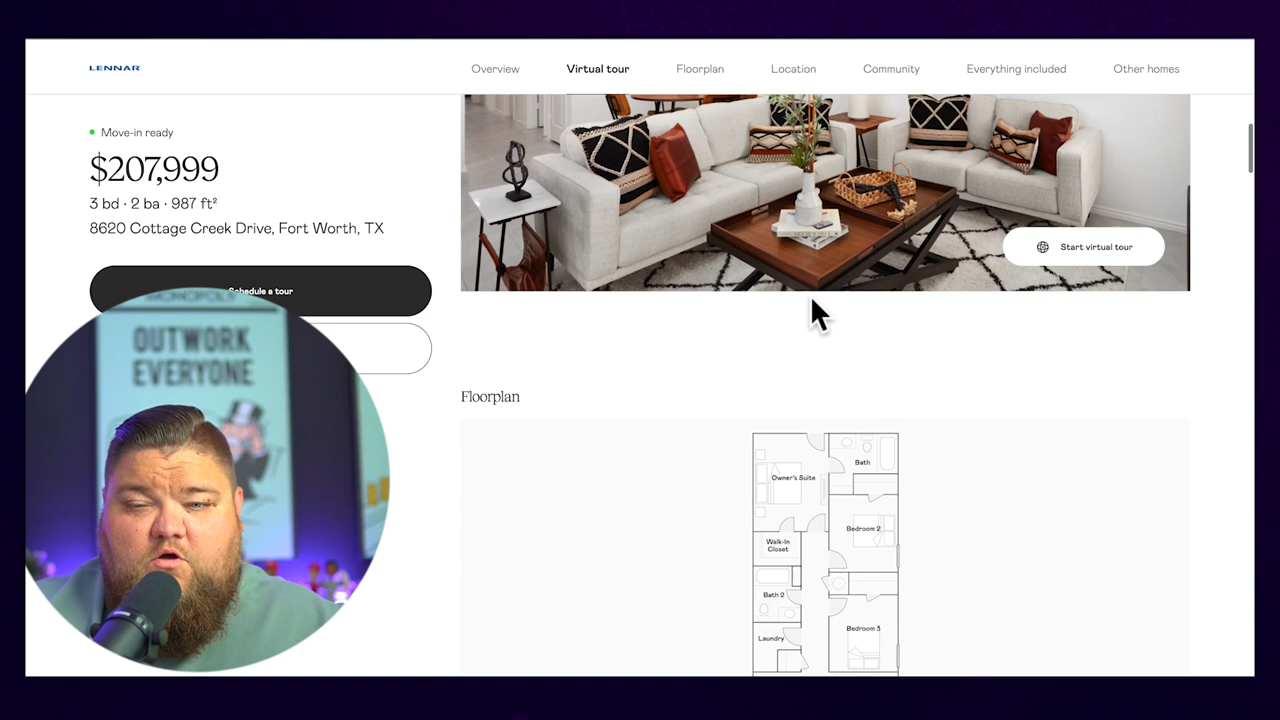 LENNAR
Overview
Virtual tour
Floorplan
Location
Community
Everything included
Other homes
Move-in ready
$207,999
3 bd · 2 ba · 987 ft²
8620 Cottage Creek Drive, Fort Worth, TX
Schedule a tour
Start virtual tour
MONOPOLY
OUTWORK
EVERYONE
Floorplan
Bath
Owner's Suite
Bedroom 2
Walk-In
Closet
Bath 2
Bedroom 3
Laundry